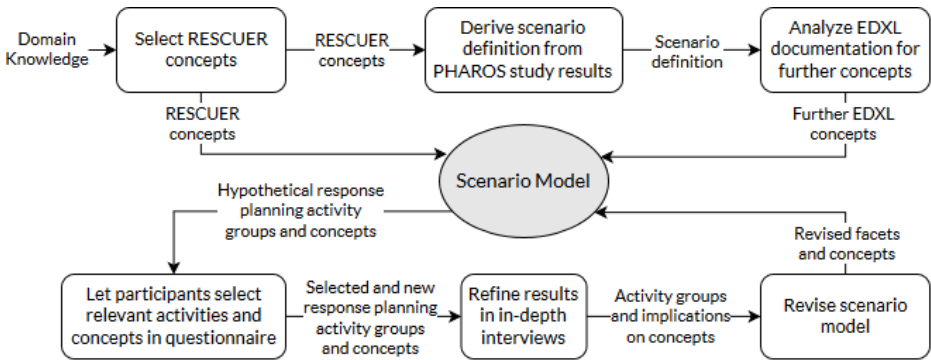 Domain
Knowledge
Select RESCUER
concepts
RESCUER
concepts
Derive scenario
definition from
PHAROS study results
Scenario
definition
Analyze EDXL
documentation for
further concepts
RESCUER
concepts
Further EDXL
concepts
Scenario Model
Hypothetical response
planning activity
groups and concepts
Revised facets
and concepts
Let participants select
relevant activities and
concepts in questionnaire
Selected and new
response planning
activity groups
and concepts
Refine results
in in-depth
interviews
Activity groups
and implications
on concepts
Revise scenario
model